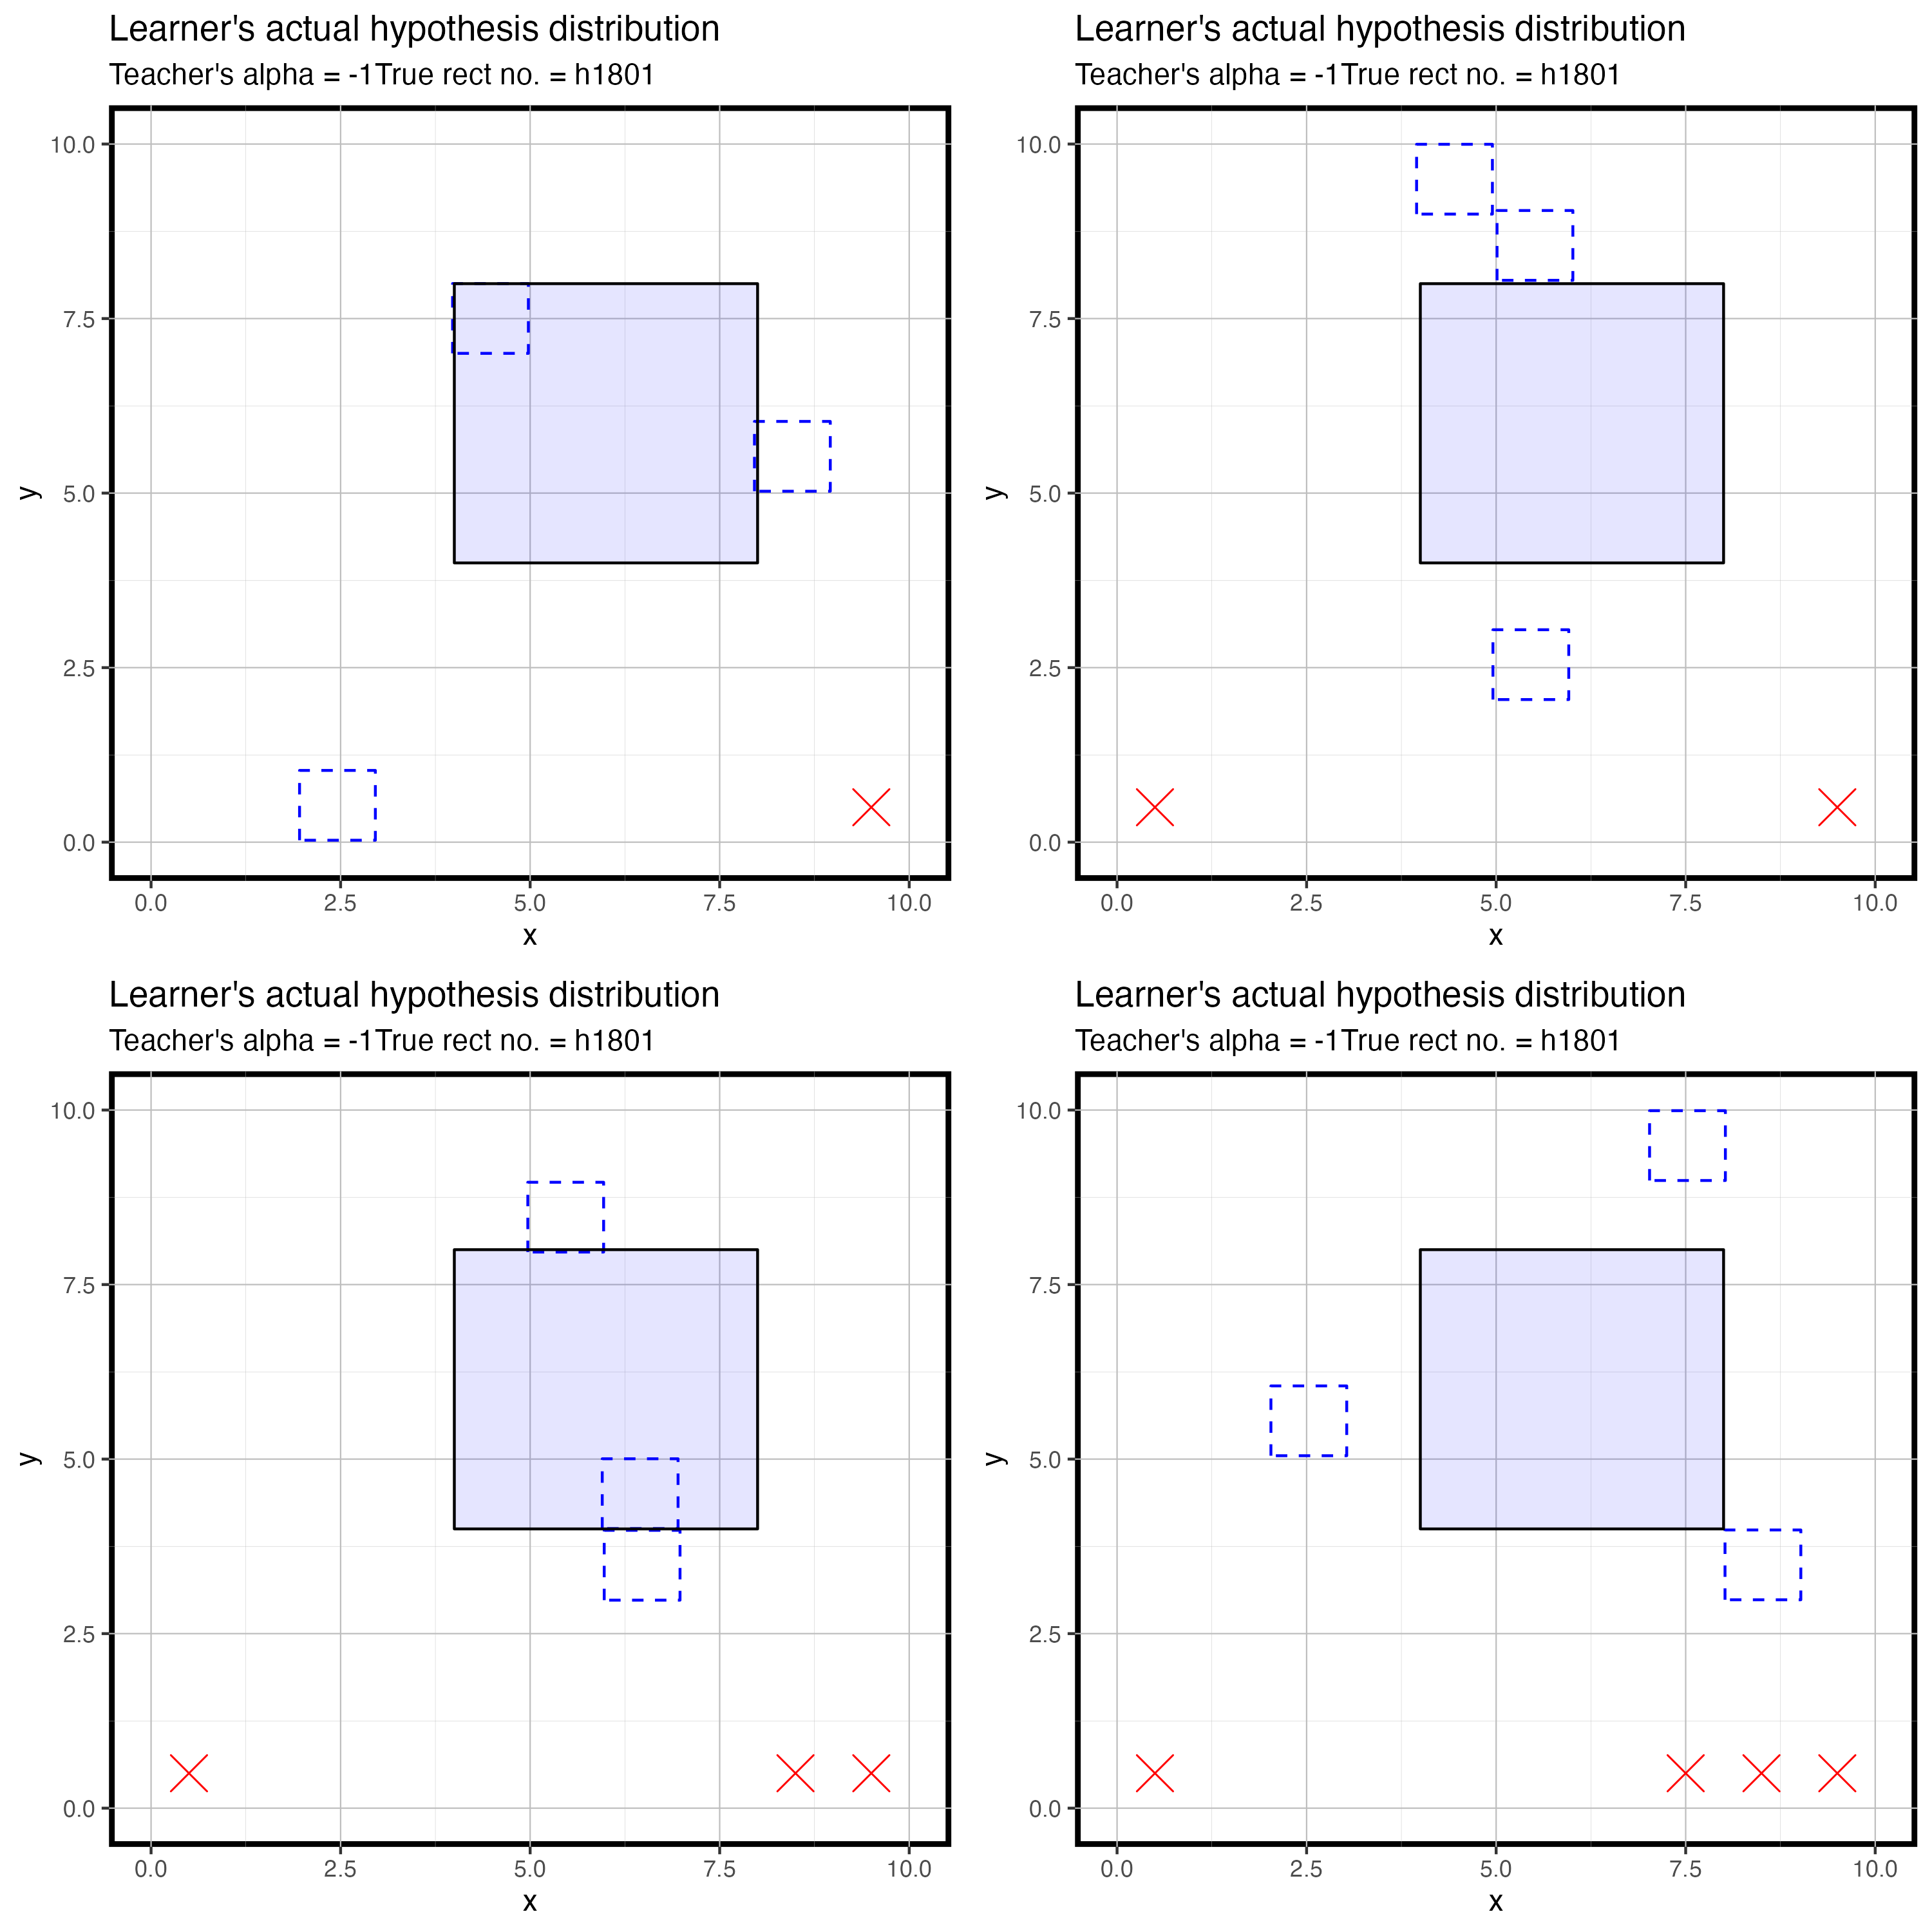 Learner's actual hypothesis distribution
Teacher's alpha = -1True rect no. = h1801
10.0
7.5
5.0
2.5
0.0
y
0.0 2.5 5.0 7.5 10.0
x
Learner's actual hypothesis distribution
Teacher's alpha = -1True rect no. = h1801
10.0
7.5
5.0
2.5
0.0
y
0.0 2.5 5.0 7.5 10.0
x
Learner's actual hypothesis distribution
Teacher's alpha = -1True rect no. = h1801
10.0
7.5
5.0
2.5
0.0
y
0.0 2.5 5.0 7.5 10.0
x
Learner's actual hypothesis distribution
Teacher's alpha = -1True rect no. = h1801
10.0
7.5
5.0
2.5
0.0
y
0.0 2.5 5.0 7.5 10.0
x